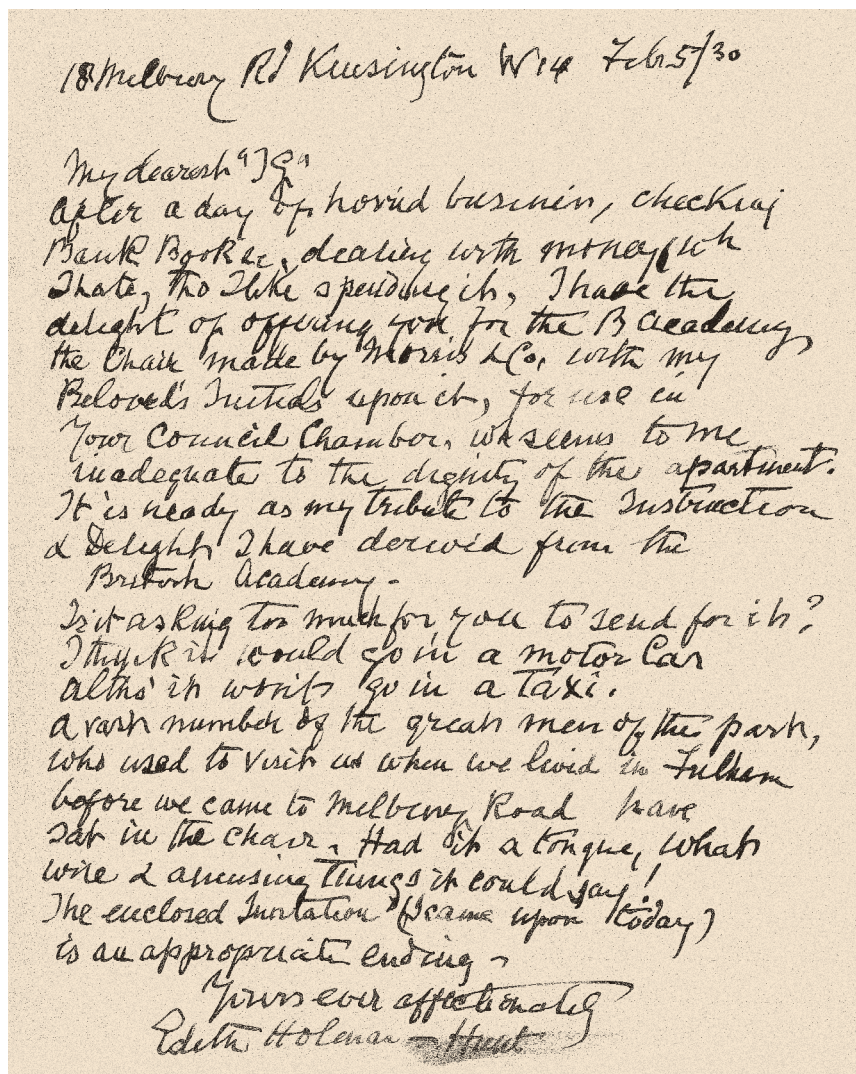 18 Melbury Rd Kensington W14 Feb 5/30
My dearest "I G"
After a day of horrid business, checking
Bank Books &c, dealing with money (wh
I hate, tho I like spending it, I have the
delight of offering you for the B Academy,
the Chair made by Morris & Co, with my
Beloved's Initials upon it, for use in
Your Council Chamber, wh seems to me
inadequate to the dignity of the apartment.
It is ready as my tribute to the Instruction
& Delight I have derived from the
British Academy -
Is it asking too much for you to send for it?
I think it would go in a motor Car
altho' it won't go in a Taxi.
A vast number of the great men of the past,
who used to visit us when we lived in Fulham
before we came to Melbury Road have
sat in the chair. Had it a tongue, what
wise & amusing things it could say!
The enclosed Invitation (I came upon today)
is an appropriate ending -
Yours ever affectionately
Edith Holman - Hunt